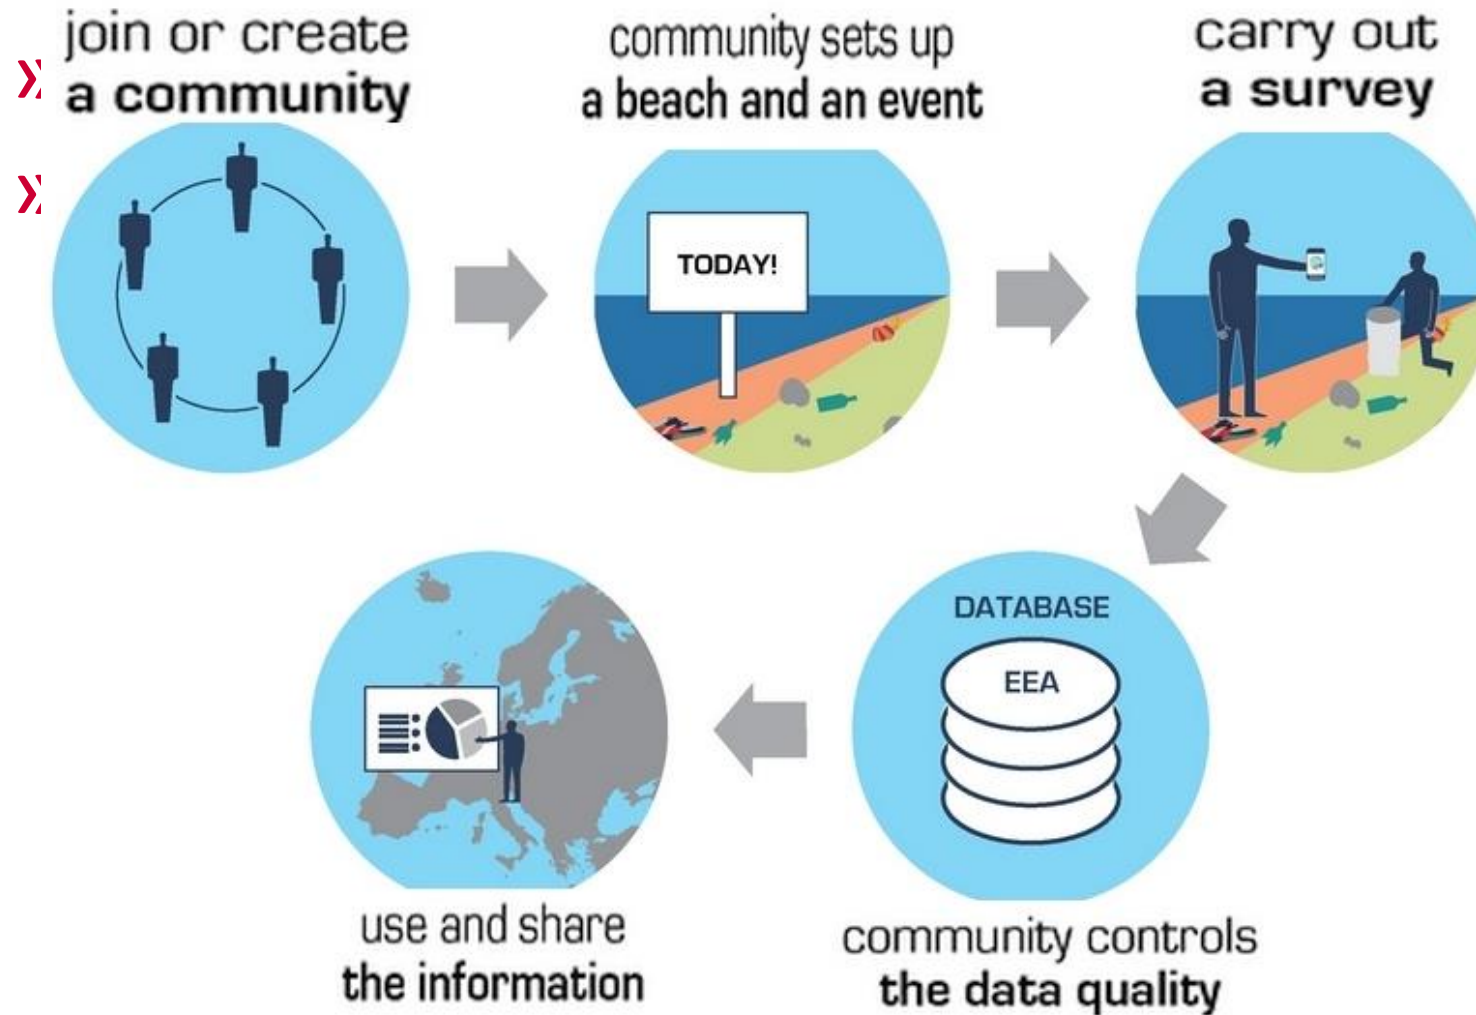 join or create
a community
community sets up
a beach and an event
carry out
a survey
TODAY!
DATABASE
EEA
use and share
the information
community controls
the data quality